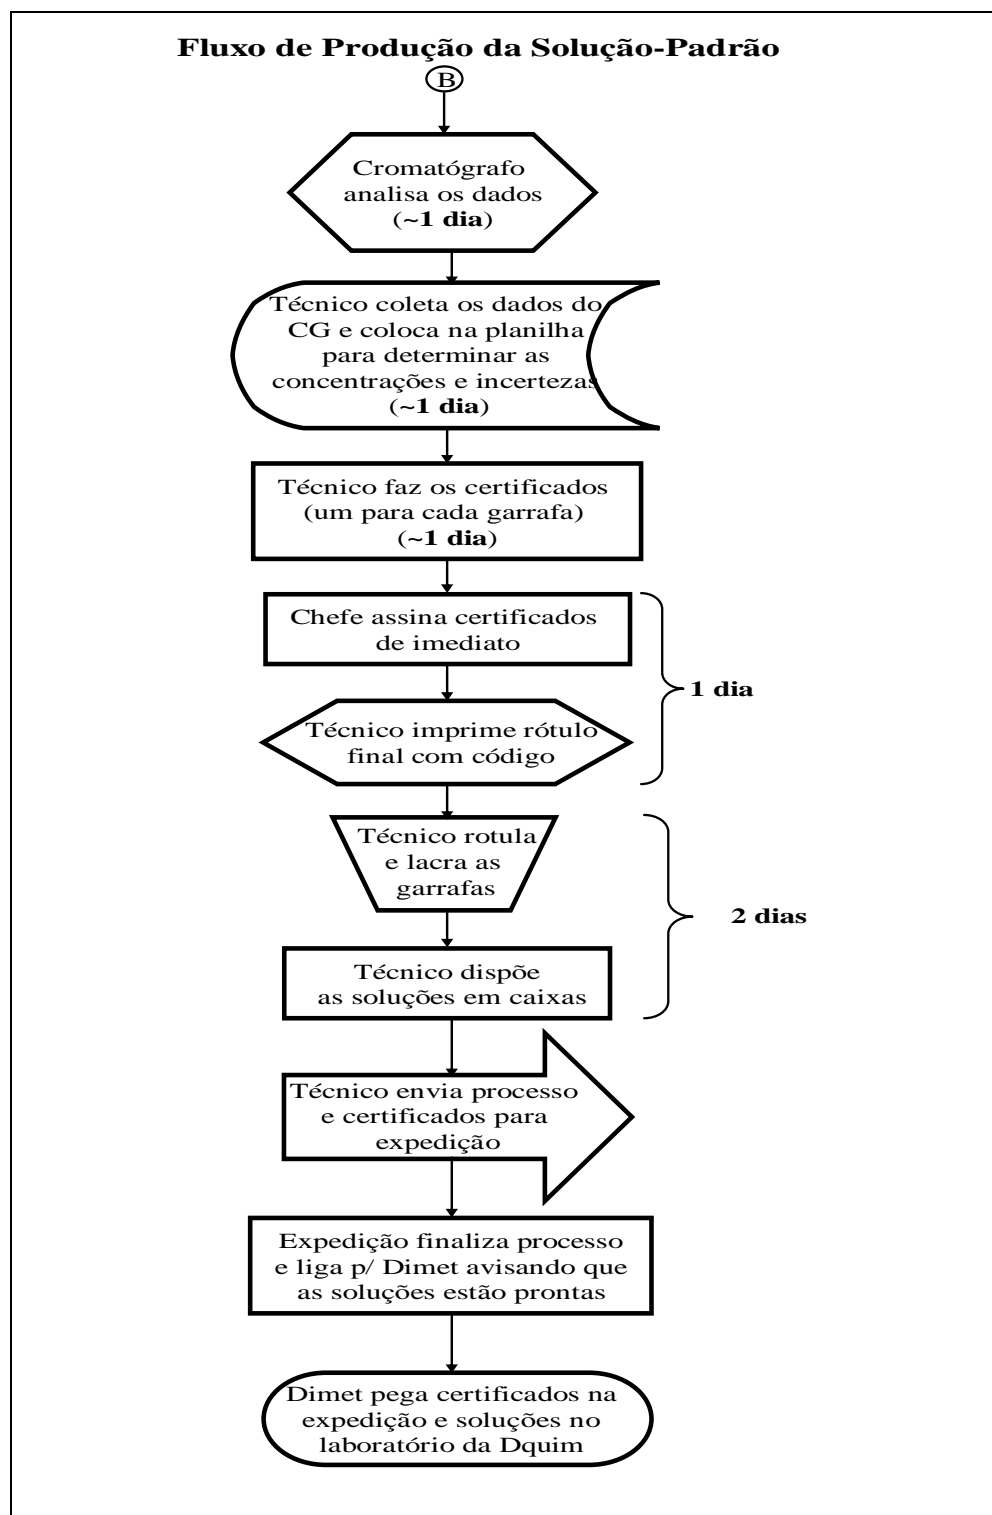 Fluxo de Produção da Solução-Padrão
B
Cromatógrafo
analisa os dados
(~1 dia)
Técnico coleta os dados do
CG e coloca na planilha
para determinar as
concentrações e incertezas
(~1 dia)
Técnico faz os certificados
(um para cada garrafa)
(~1 dia)
Chefe assina certificados
de imediato
1 dia
Técnico imprime rótulo
final com código
Técnico rotula
e lacra as
garrafas
2 dias
Técnico dispõe
as soluções em caixas
Técnico envia processo
e certificados para
expedição
Expedição finaliza processo
e liga p/ Dimet avisando que
as soluções estão prontas
Dimet pega certificados na
expedição e soluções no
laboratório da Dquim